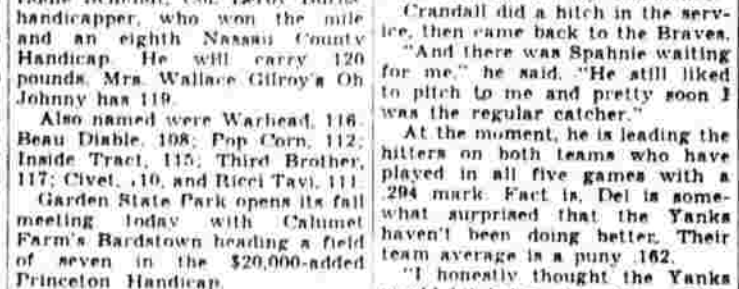 handicapper, who won the mile
and an eighth Nassau County
Handicap. He will carry 120
pounds. Mrs. Wallace Gilroy's Oh
Johnny has 119.
Also named were Warhead, 116.
Beau Diable, 108; Pop Corn, 112;
Inside Tract, 115; Third Brother,
117; Civet, .10, and Ricci Tavi, 111.
Garden State Park opens its fall
meeting today with Calumet
Farm's Bardstown heading a field
of seven in the $20,000-added
Princeton Handicap.
Crandall did a hitch in the serv-
ice, then came back to the Braves.
"And there was Spahnie waiting
for me," he said. "He still liked
to pitch to me and pretty soon I
was the regular catcher."
At the moment, he is leading the
hitters on both teams who have
played in all five games with a
.294 mark. Fact is, Del is some-
what surprised that the Yanks
haven't been doing better. Their
team average is a puny .162.
"I honestly thought the Yanks